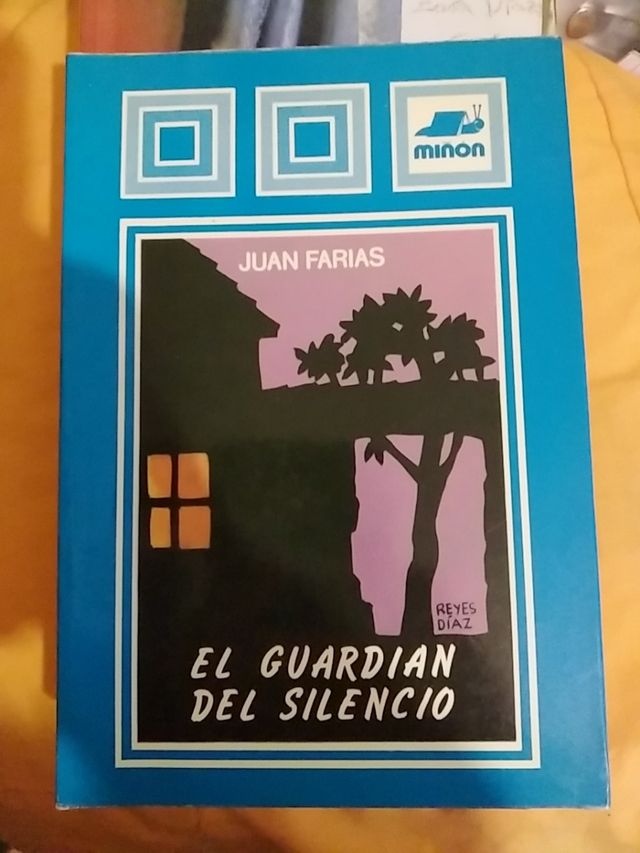 minon
JUAN FARIAS
REYES
DÍAZ
EL GUARDIAN
DEL SILENCIO